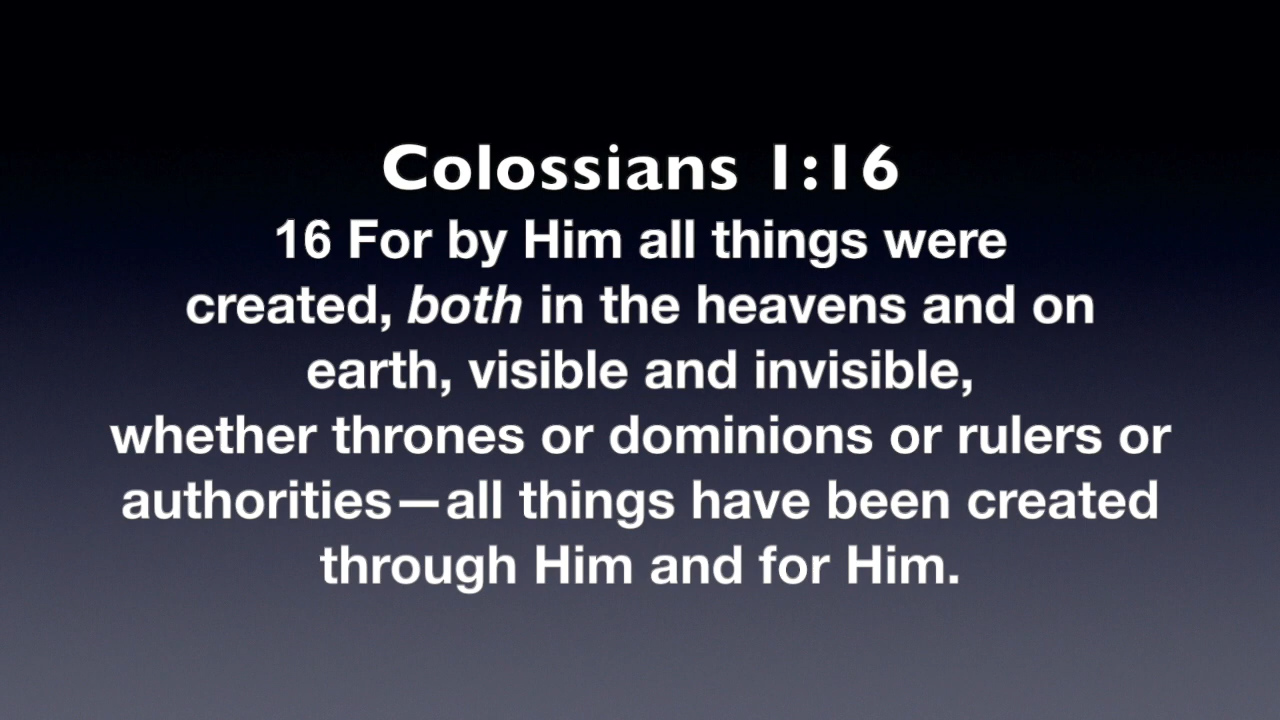 Colossians 1:16
16 For by Him all things were
created, both in the heavens and on
earth, visible and invisible,
whether thrones or dominions or rulers or
authorities—all things have been created
through Him and for Him.